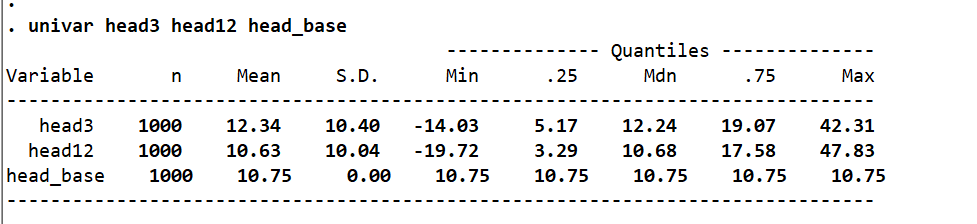 .
. univar head3 head12 head_base
-------------- Quantiles --------------
Variable n Mean S.D. Min .25 Mdn .75 Max
-------------------------------------------------------------------------------
head3 1000 12.34 10.40 -14.03 5.17 12.24 19.07 42.31
head12 1000 10.63 10.04 -19.72 3.29 10.68 17.58 47.83
head_base 1000 10.75 0.00 10.75 10.75 10.75 10.75 10.75
-------------------------------------------------------------------------------